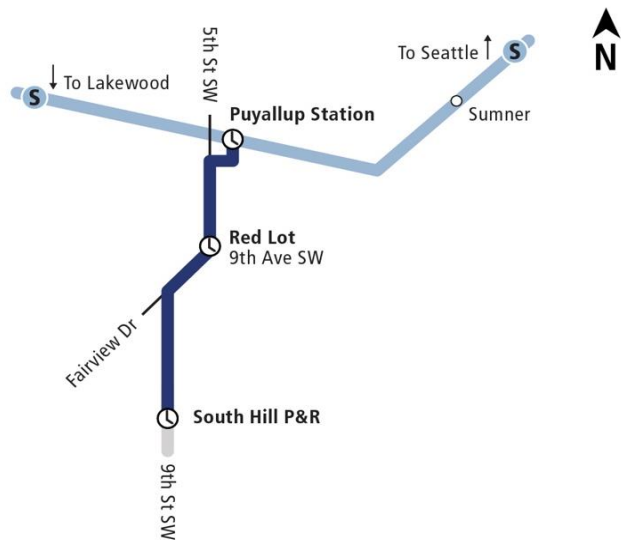 5th St SW
To Seattle
S
N
S
To Lakewood
Puyallup Station
Sumner
Red Lot
9th Ave SW
Fairview Dr
South Hill P&R
9th St SW